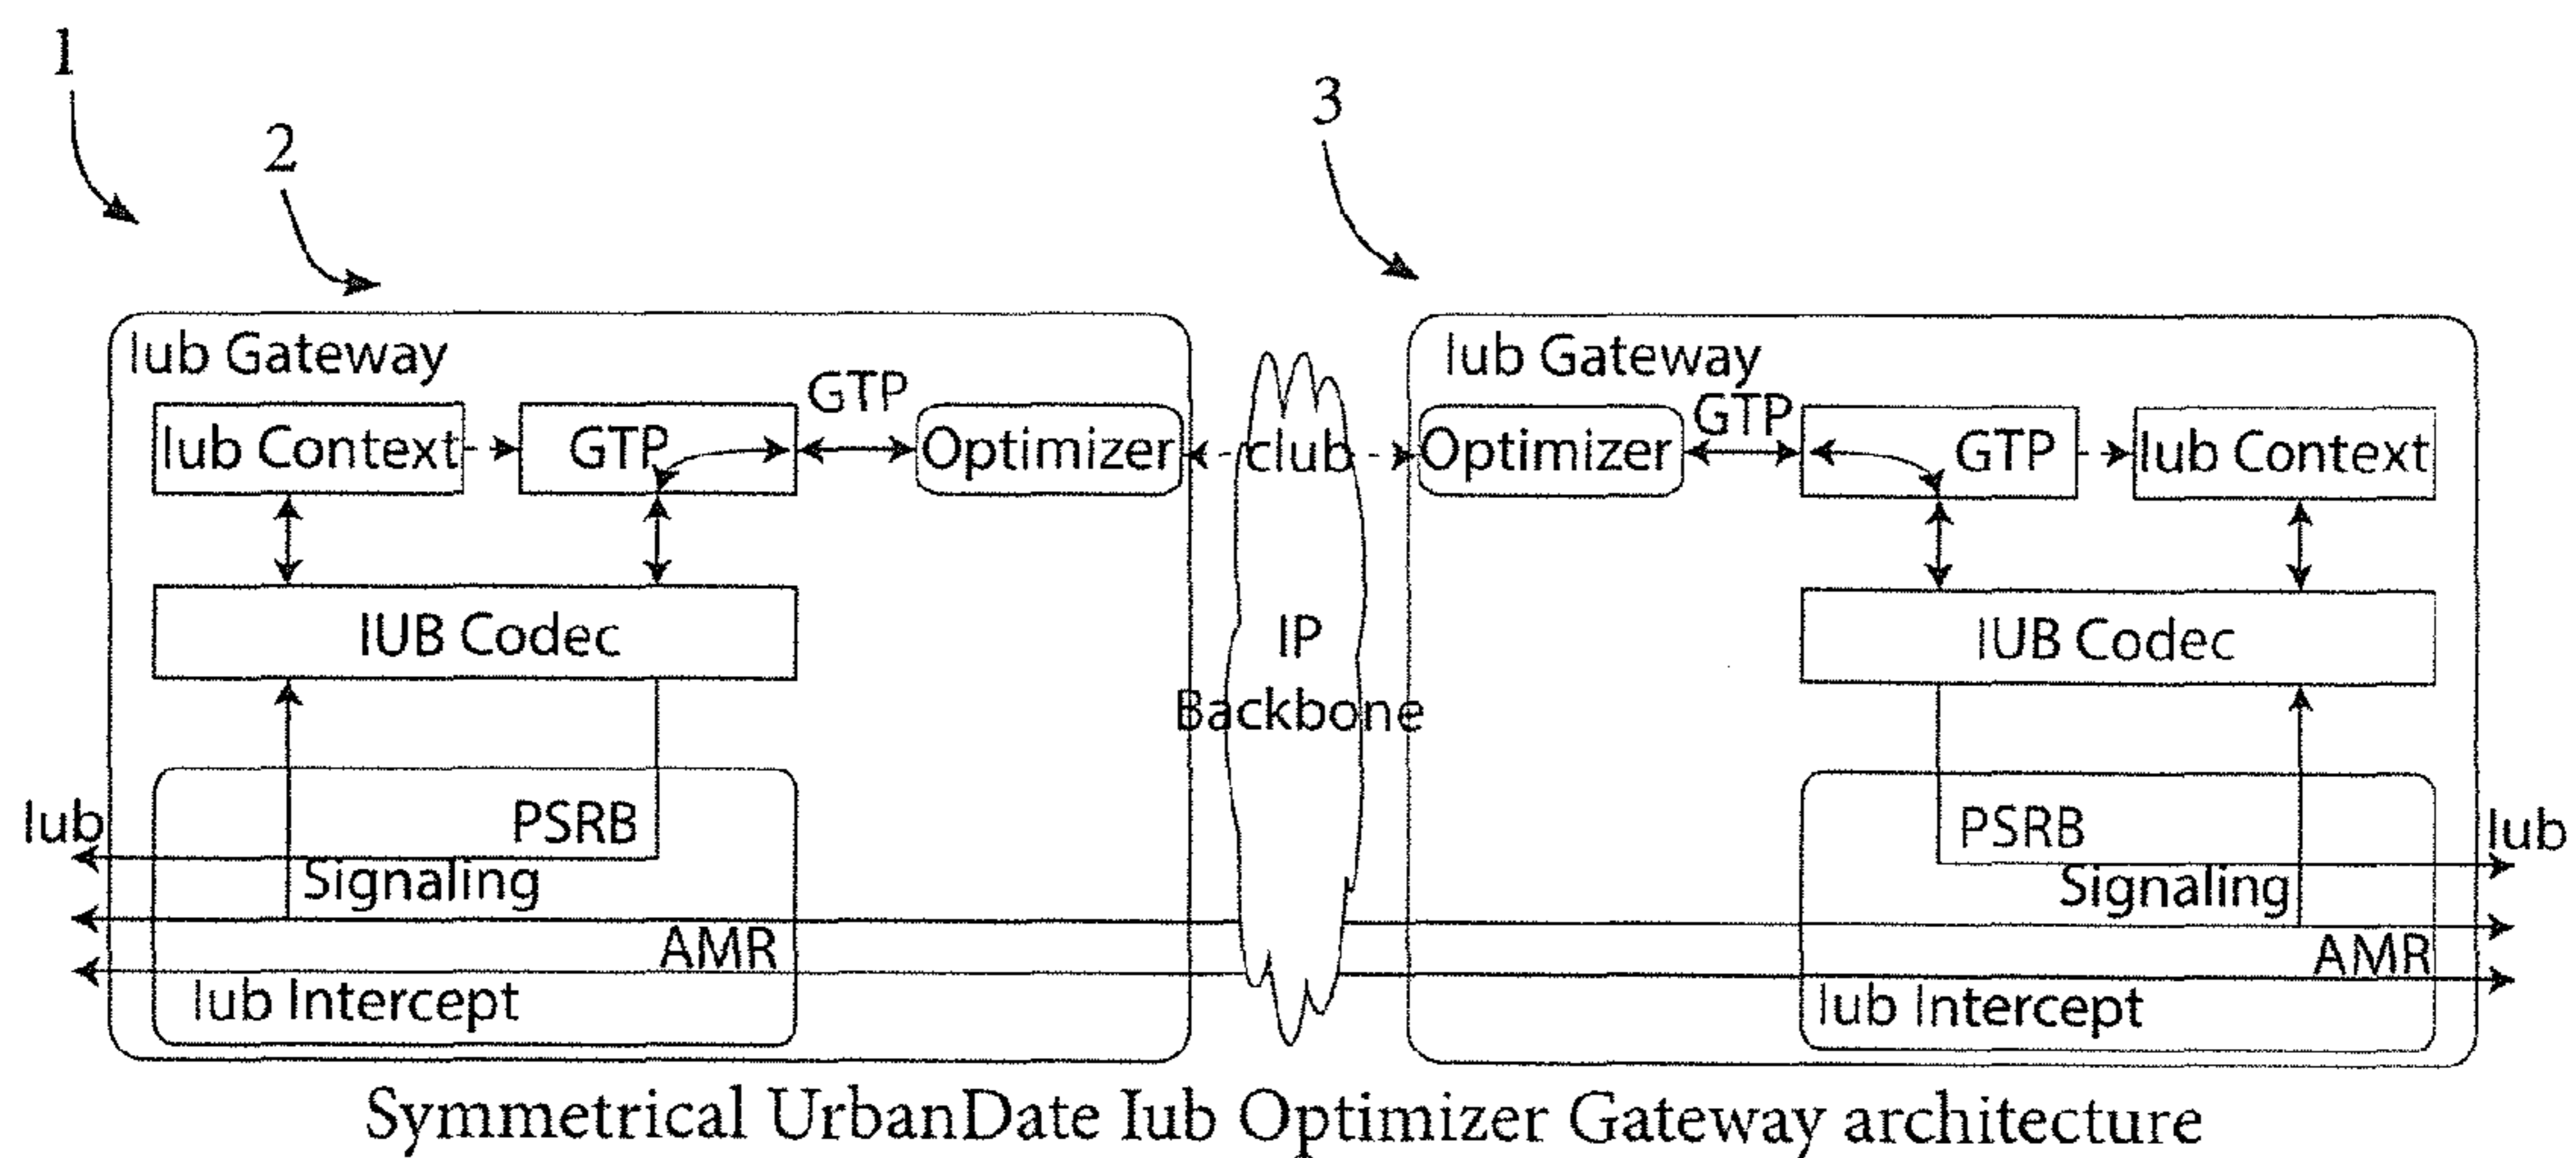 1
2
3
Iub Gateway
Iub Gateway
GTP
GTP
Iub Context
GTP
Optimizer
club
Optimizer
GTP
Iub Context
IUB Codec
IP
Backbone
IUB Codec
Iub
PSRB
PSRB
Iub
Signaling
Signaling
AMR
AMR
Iub Intercept
Iub Intercept
Symmetrical UrbanDate Iub Optimizer Gateway architecture